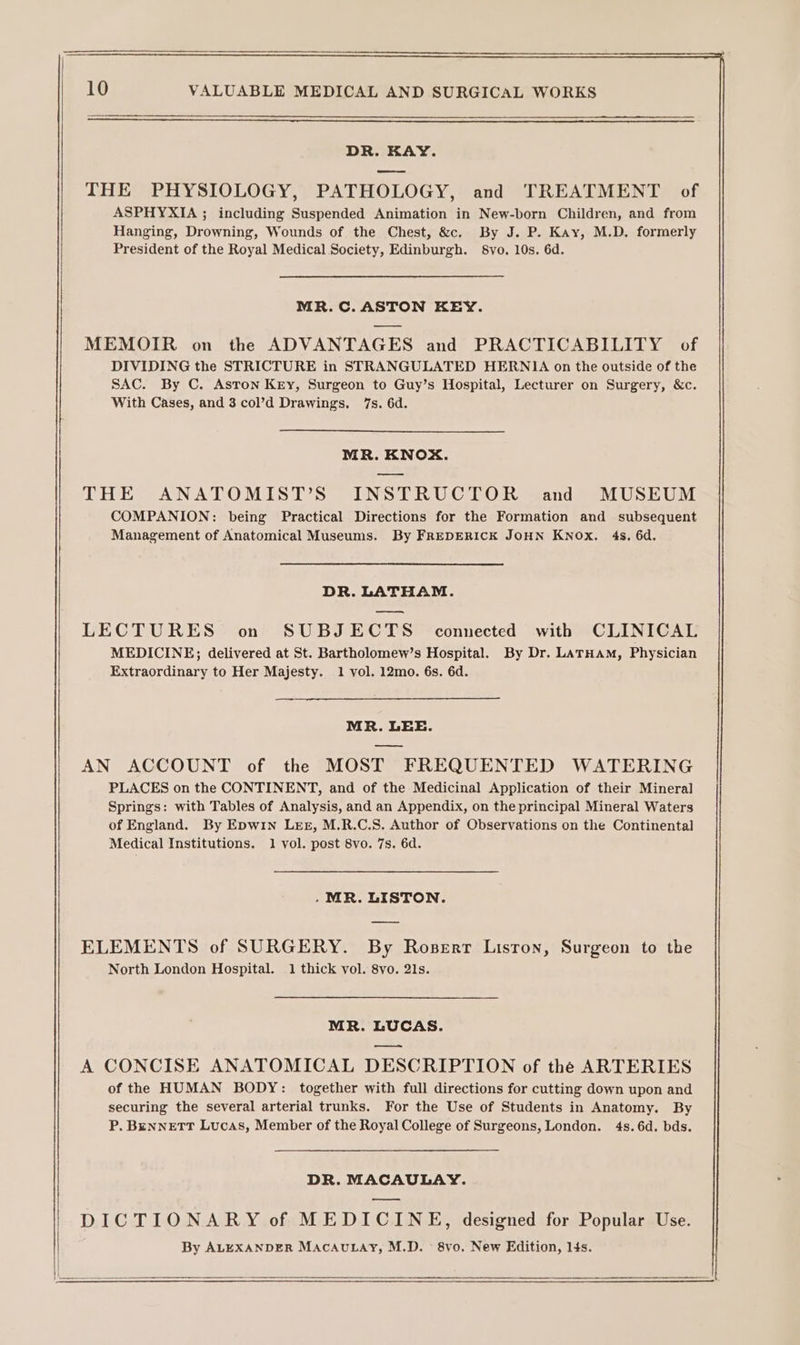 10 VALUABLE MEDICAL AND SURGICAL WORKS
DR. KAY.
THE PHYSIOLOGY, PATHOLOGY, and TREATMENT of
ASPHYXIA; including Suspended Animation in New-born Children, and from
Hanging, Drowning, Wounds of the Chest, &c. By J. P. KAY, M.D. formerly
President of the Royal Medical Society, Edinburgh. 8vo. 10s. 6d.
MR. C. ASTON KEY.
MEMOIR on the ADVANTAGES and PRACTICABILITY of
DIVIDING the STRICTURE in STRANGULATED HERNIA on the outside of the
SAC. By C. ASTON KEY, Surgeon to Guy's Hospital, Lecturer on Surgery, &c.
With Cases, and 3 col'd Drawings. 7s. 6d.
MR. KNOX.
THE ANATOMIST'S INSTRUCTOR and MUSEUM
COMPANION: being Practical Directions for the Formation and subsequent
Management of Anatomical Museums. By FREDERICK JOHN KNOX. 4s. 6d.
DR. LATHAM.
LECTURES on SUBJECTS connected with CLINICAL
MEDICINE; delivered at St. Bartholomew's Hospital. By Dr. LATHAM, Physician
Extraordinary to Her Majesty. 1 vol. 12mo. 6s. 6d.
MR. LEE.
AN ACCOUNT of the MOST FREQUENTED WATERING
PLACES on the CONTINENT, and of the Medicinal Application of their Mineral
Springs: with Tables of Analysis, and an Appendix, on the principal Mineral Waters
of England. By EDWIN LEE, M.R.C.S. Author of Observations on the Continental
Medical Institutions. 1 vol. post 8vo. 7s. 6d.
MR. LISTON.
ELEMENTS of SURGERY. By ROBERT LISTON, Surgeon to the
North London Hospital. 1 thick vol. 8vo. 21s.
MR. LUCAS.
A CONCISE ANATOMICAL DESCRIPTION of the ARTERIES
of the HUMAN BODY: together with full directions for cutting down upon and
securing the several arterial trunks. For the Use of Students in Anatomy. By
P. BENNETT LUCAS, Member of the Royal College of Surgeons, London. 4s. 6d. bds.
DR. MACAULAY.
DICTIONARY of MEDICINE, designed for Popular Use.
By ALEXANDER MACAULAY, M.D. 8vo. New Edition, 14s.